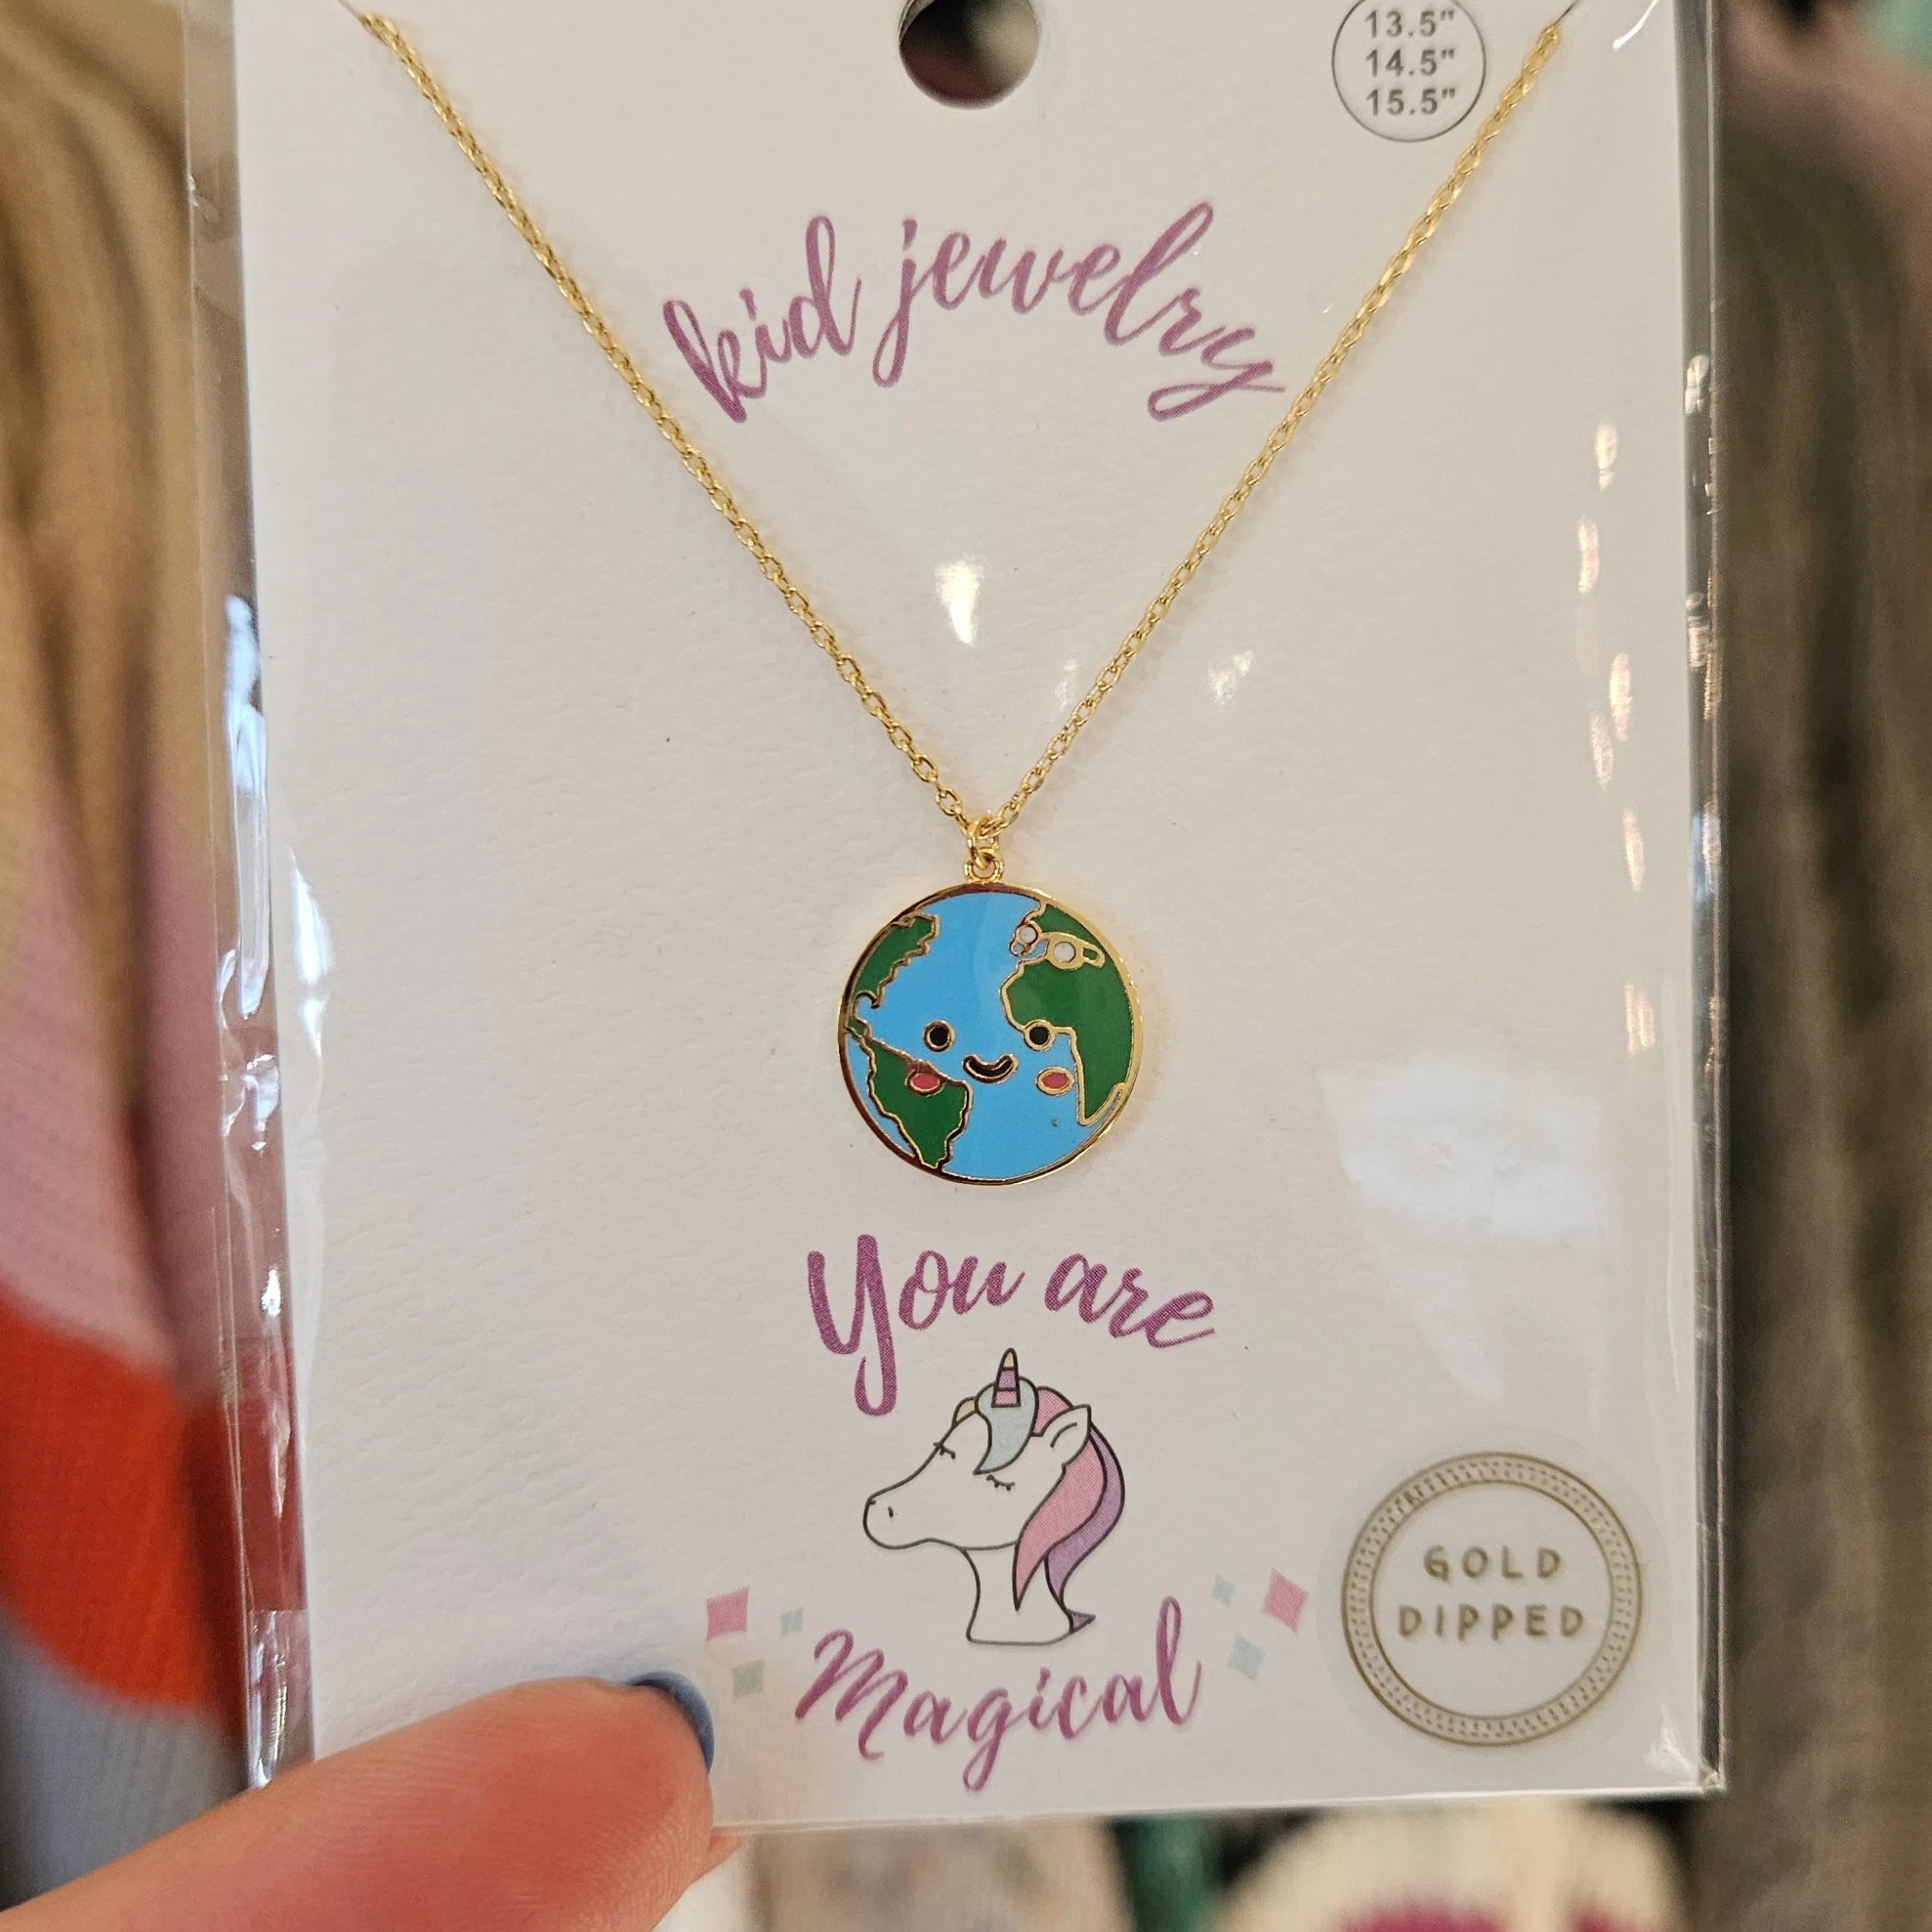 13.5"
14.5"
15.5"
kid jewelry
You are
Magical
GOLD
DIPPED